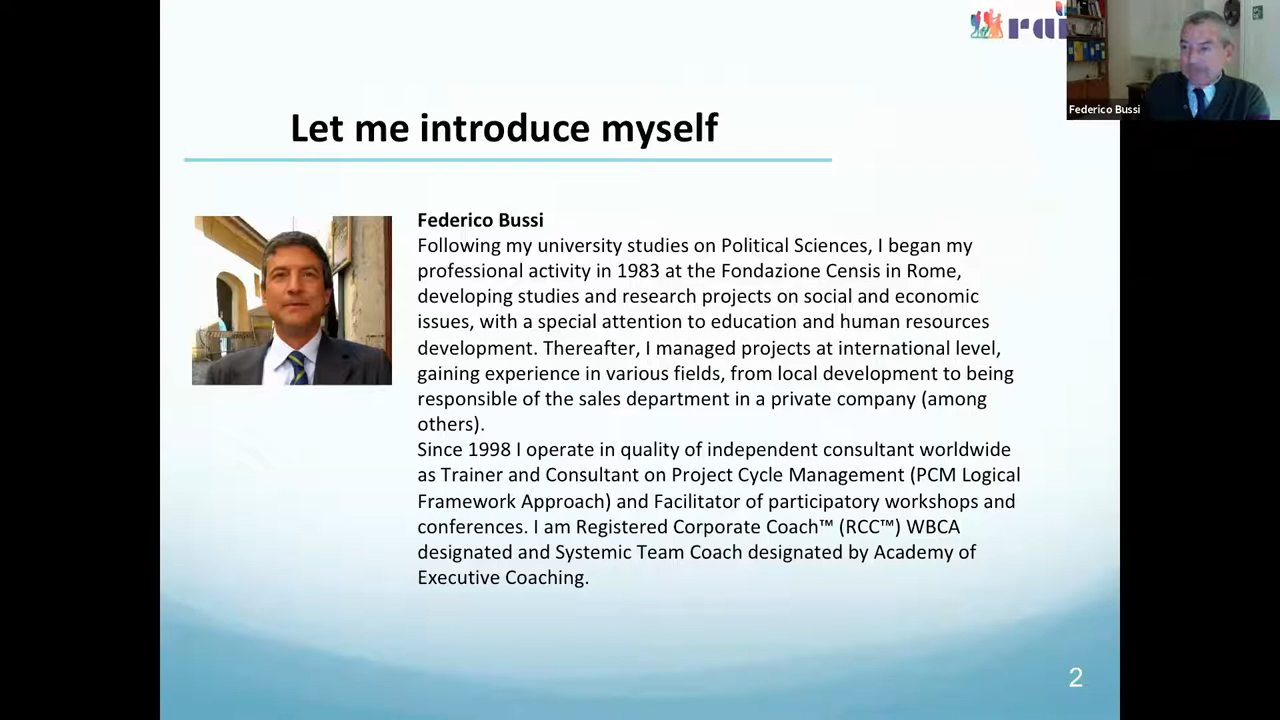 Let me introduce myself
Federico Bussi
Federico Bussi
Following my university studies on Political Sciences, I began my
professional activity in 1983 at the Fondazione Censis in Rome,
developing studies and research projects on social and economic
issues, with a special attention to education and human resources
development. Thereafter, I managed projects at international level,
gaining experience in various fields, from local development to being
responsible of the sales department in a private company (among
others).
Since 1998 I operate in quality of independent consultant worldwide
as Trainer and Consultant on Project Cycle Management (PCM Logical
Framework Approach) and Facilitator of participatory workshops and
conferences. I am Registered Corporate Coach™ (RCC™) WBCA
designated and Systemic Team Coach designated by Academy of
Executive Coaching.
2